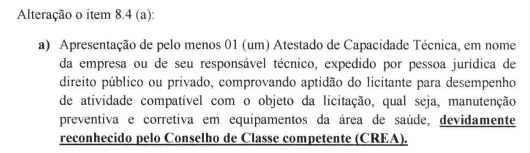 Alteração o item 8.4 (a):
a) Apresentação de pelo menos 01 (um) Atestado de Capacidade Técnica, em nome
da empresa ou de seu responsável técnico, expedido por pessoa jurídica de
direito público ou privado, comprovando aptidão do licitante para desempenho
de atividade compatível com o objeto da licitação, qual seja, manutenção
preventiva e corretiva em equipamentos da área de saúde, devidamente
reconhecido pelo Conselho de Classe competente (CREA).